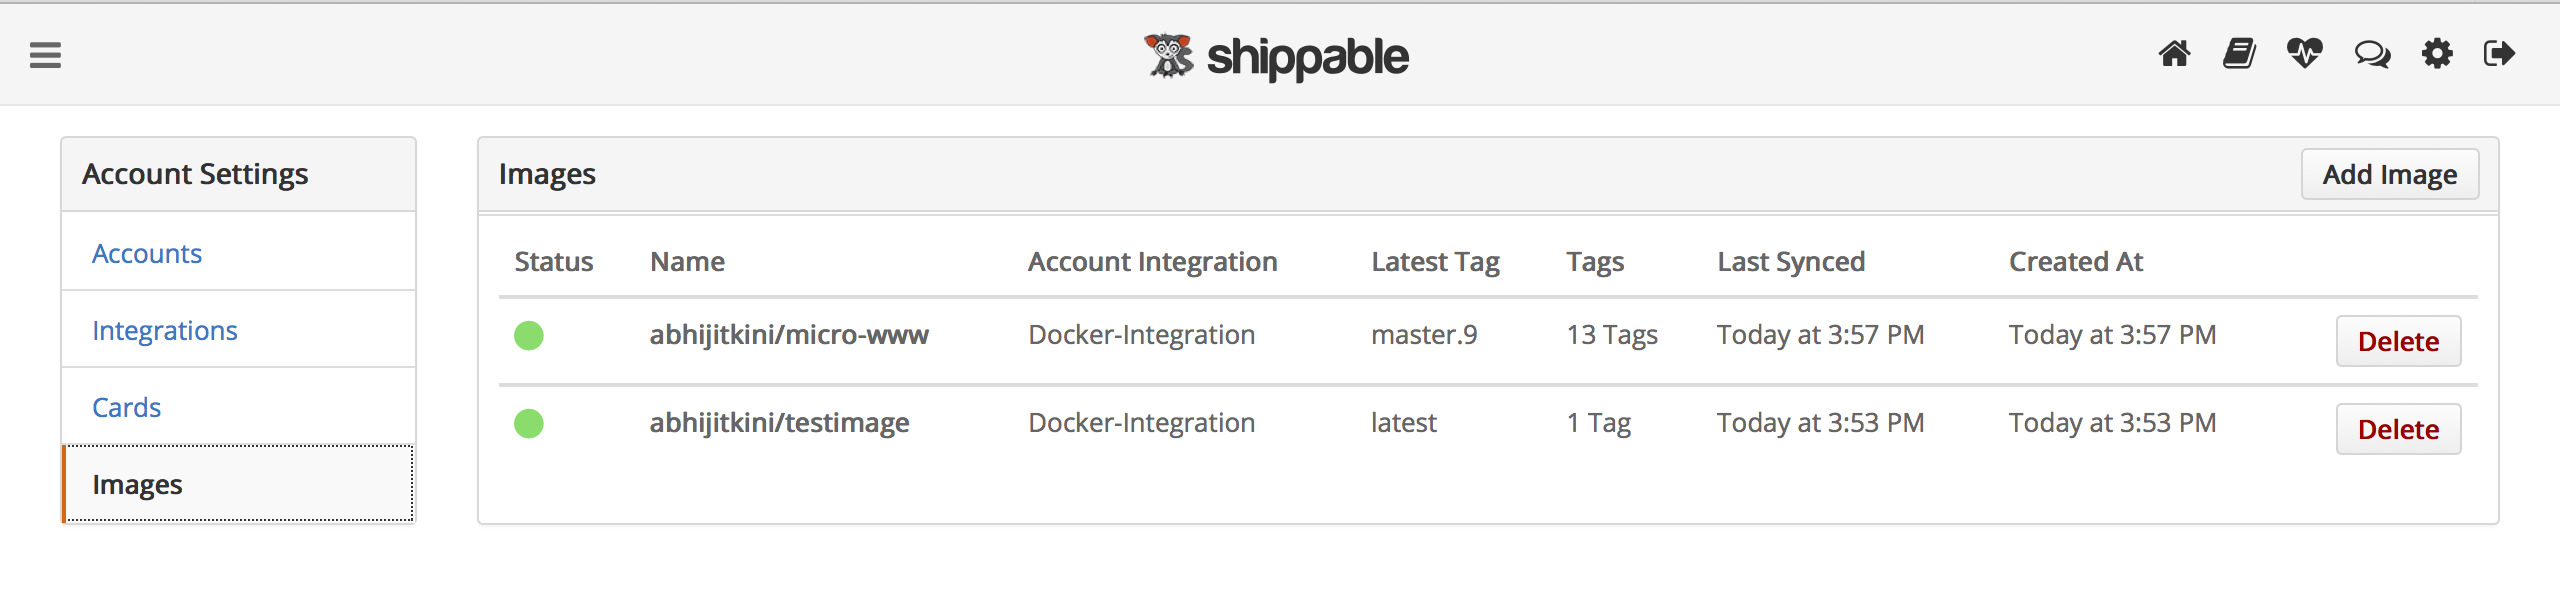 shippable
Account Settings
Accounts
Integrations
Cards
Images
Images
Add Image
Status Name Account Integration Latest Tag Tags Last Synced Created At
abhijitkini/micro-www Docker-Integration master.9 13 Tags Today at 3:57 PM Today at 3:57 PM Delete
abhijitkini/testimage Docker-Integration latest 1 Tag Today at 3:53 PM Today at 3:53 PM Delete